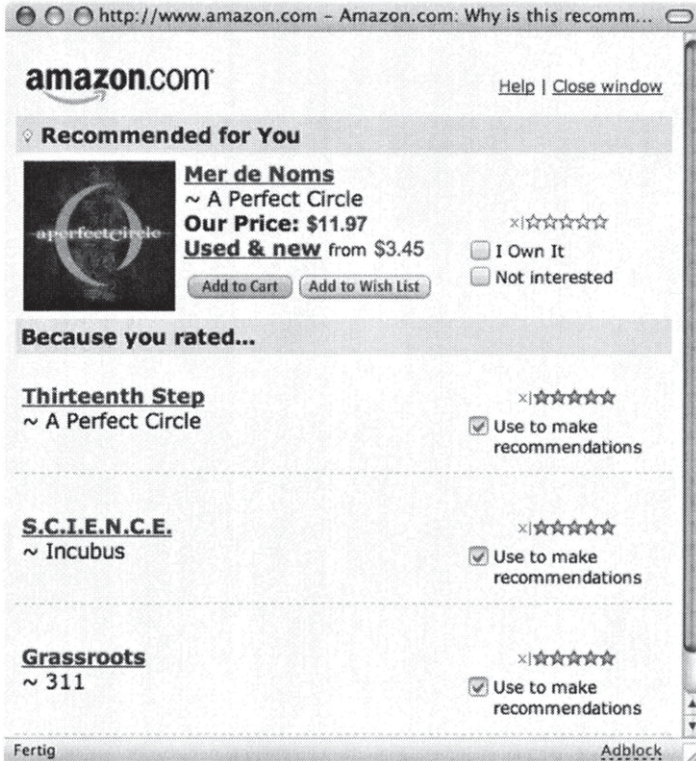 http://www.amazon.com – Amazon.com: Why is this recomm...
amazon.com
Help | Close window
Recommended for You
aperfectcircle
Mer de Noms
~ A Perfect Circle
Our Price: $11.97
Used & new from $3.45
I Own It
Not interested
Add to Cart
Add to Wish List
Because you rated...
Thirteenth Step
~ A Perfect Circle
Use to make
recommendations
S.C.I.E.N.C.E.
~ Incubus
Use to make
recommendations
Grassroots
~ 311
Use to make
recommendations
Fertig
Adblock